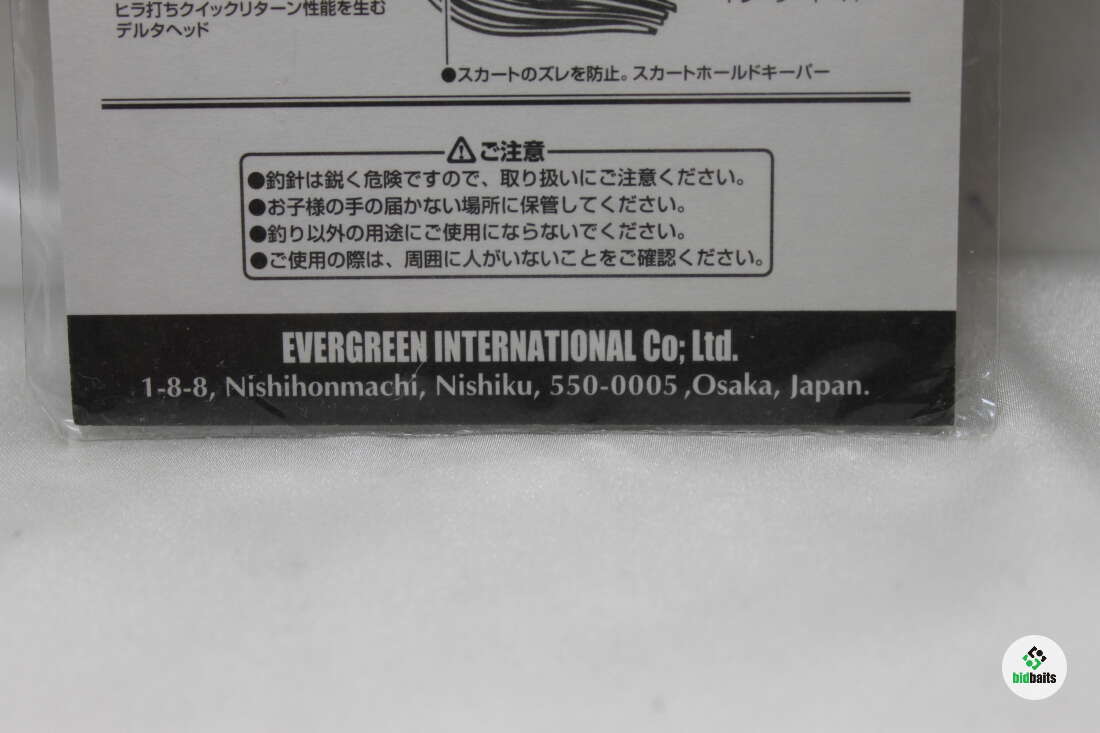 ヒラ打ちクイックリターン性能を生む
デルタヘッド
●スカートのズレを防止。スカートホールドキーパー
ご注意
●釣針は鋭く危険ですので、取り扱いにご注意ください。
●お子様の手の届かない場所に保管してください。
●釣り以外の用途にご使用にならないでください。
●ご使用の際は、周囲に人がいないことをご確認ください。
EVERGREEN INTERNATIONAL Co; Ltd.
1-8-8, Nishihonmachi, Nishiku, 550-0005 ,Osaka, Japan.
bidbaits